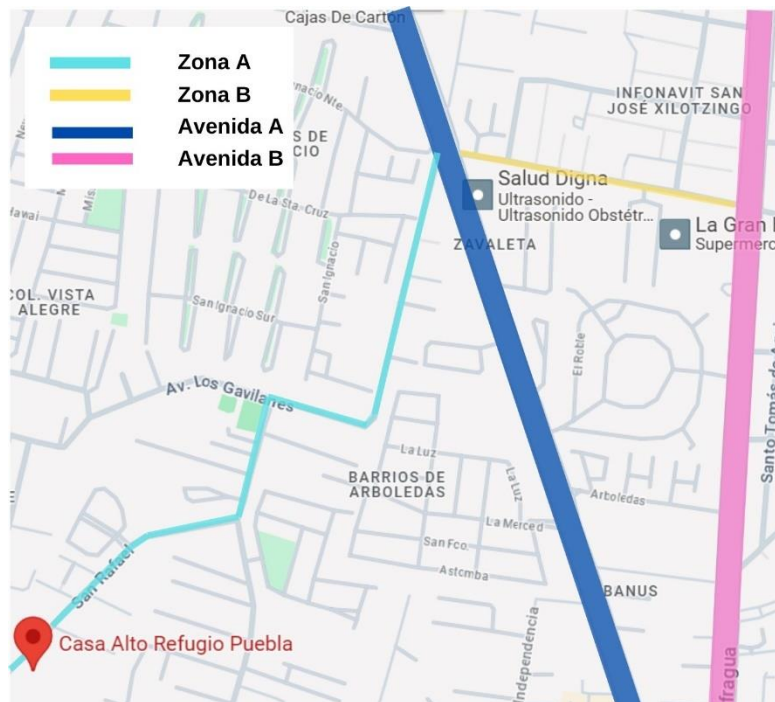 Cajas De Cartón
Zona A
Zona B
Avenida A
Avenida B
INFONAVIT SAN
JOSÉ XILOTZINGO
De La Sta. Cruz
Salud Digna
Ultrasonido -
Ultrasonido Obstétr...
ZAVALETA
La Gran
Supermerc
Hawai
San Ignacio
COL. VISTA
ALEGRE
San Ignacio Sur
El Roble
Av. Los Gavilanes
La Luz
BARRIOS DE
ARBOLEDAS
La Luz
Arboledas
La Merced
San Fco.
San Rafael
BANUS
Casa Alto Refugio Puebla
Independencia
fragua